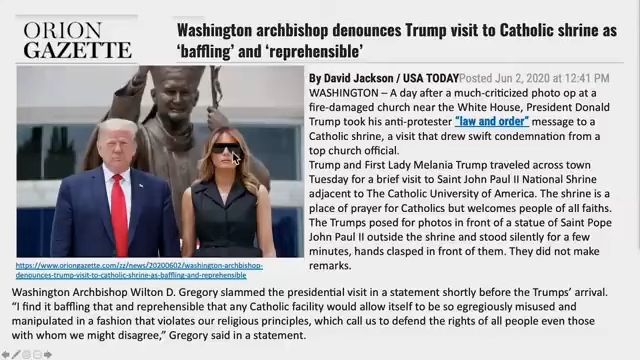 ORION
GAZETTE
Washington archbishop denounces Trump visit to Catholic shrine as
‘baffling’ and ‘reprehensible’
By David Jackson / USA TODAYPosted Jun 2, 2020 at 12:41 PM
WASHINGTON – A day after a much-criticized photo op at a
fire-damaged church near the White House, President Donald
Trump took his anti-protester “law and order” message to a
Catholic shrine, a visit that drew swift condemnation from a
top church official.
Trump and First Lady Melania Trump traveled across town
Tuesday for a brief visit to Saint John Paul II National Shrine
adjacent to The Catholic University of America. The shrine is a
place of prayer for Catholics but welcomes people of all faiths.
The Trumps posed for photos in front of a statue of Saint Pope
John Paul II outside the shrine and stood silently for a few
minutes, hands clasped in front of them. They did not make
remarks.
https://www.oriongazette.com/zz/news/20200602/washington-archbishop-
denounces-trump-visit-to-catholic-shrine-as-baffling-and-reprehensible
Washington Archbishop Wilton D. Gregory slammed the presidential visit in a statement shortly before the Trumps’ arrival.
“I find it baffling that and reprehensible that any Catholic facility would allow itself to be so egregiously misused and
manipulated in a fashion that violates our religious principles, which call us to defend the rights of all people even those
with whom we might disagree,” Gregory said in a statement.